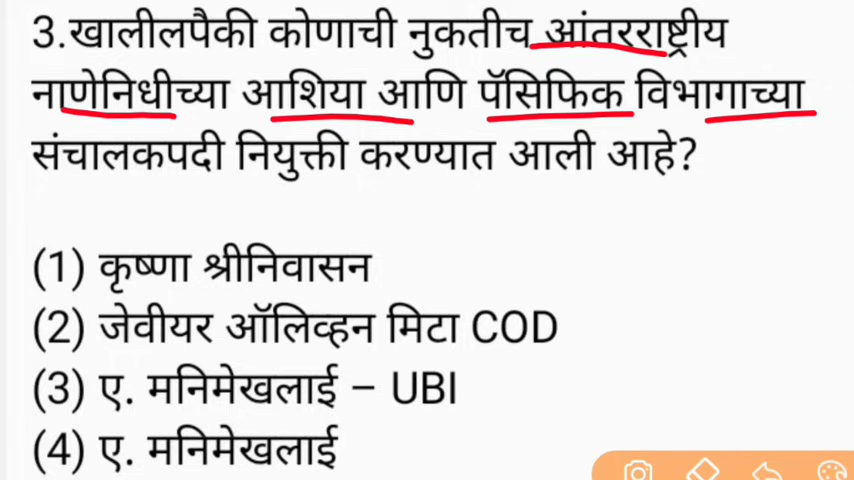 3.खालीलपैकी कोणाची नुकतीच आंतरराष्ट्रीय
नाणेनिधीच्या आशिया आणि पॅसिफिक विभागाच्या
संचालकपदी नियुक्ती करण्यात आली आहे?
(1) कृष्णा श्रीनिवासन
(2) जेवीयर ऑलिव्हन मिटा COD
(3) ए. मनिमेखलाई – UBI
(4) ए. मनिमेखलाई